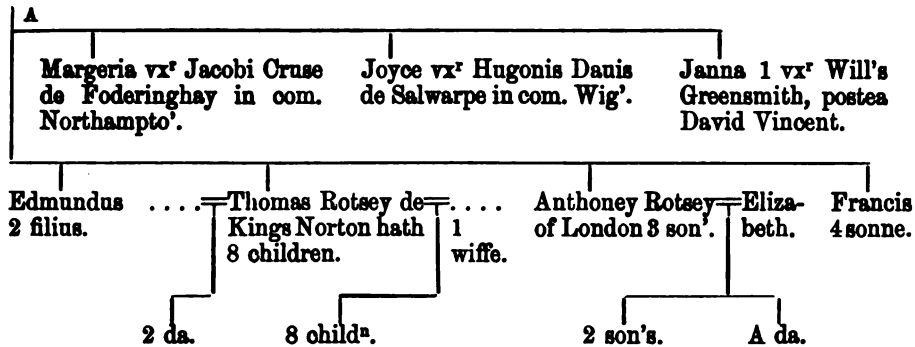 A
Margeria vxʳ Jacobi Cruse
de Foderinghay in com.
Northampto'.
Joyce vxʳ Hugonis Dauis
de Salwarpe in com. Wig'.
Janna 1 vxʳ Will's
Greensmith, postea
David Vincent.
Edmundus
2 filius.
....
Thomas Rotsey de
Kings Norton hath
8 children.
....
1
wiffe.
Anthoney Rotsey
of London 3 son'.
Eliza-
beth.
Francis
4 sonne.
2 da.
8 childⁿ.
2 son's.
A da.